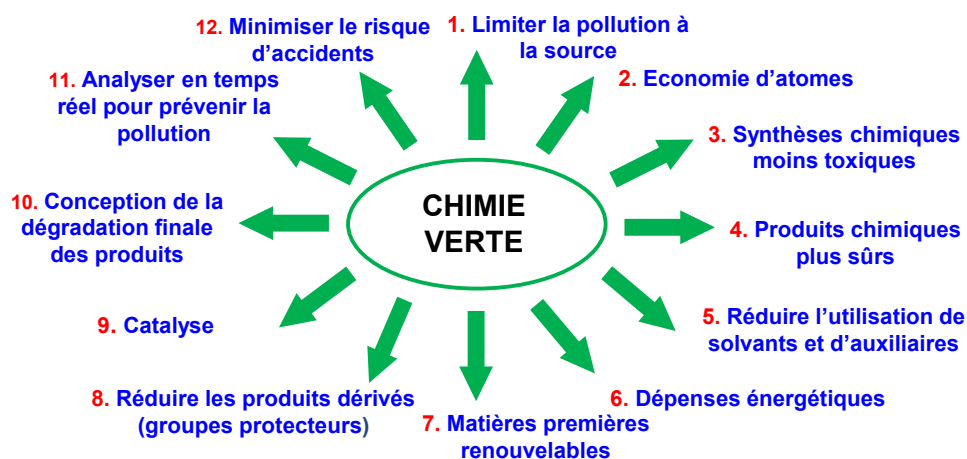 CHIMIE
VERTE
1. Limiter la pollution à
la source
2. Economie d'atomes
3. Synthèses chimiques
moins toxiques
4. Produits chimiques
plus sûrs
5. Réduire l'utilisation de
solvants et d'auxiliaires
6. Dépenses énergétiques
7. Matières premières
renouvelables
8. Réduire les produits dérivés
(groupes protecteurs)
9. Catalyse
10. Conception de la
dégradation finale
des produits
11. Analyser en temps
réel pour prévenir la
pollution
12. Minimiser le risque
d'accidents